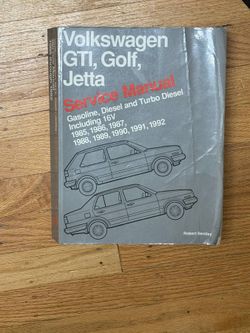 Volkswagen
GTI, Golf,
Jetta
Service Manual
Gasoline, Diesel and Turbo Diesel
Including 16V
1985, 1986, 1987,
1988, 1989, 1990, 1991, 1992
Robert Bentley